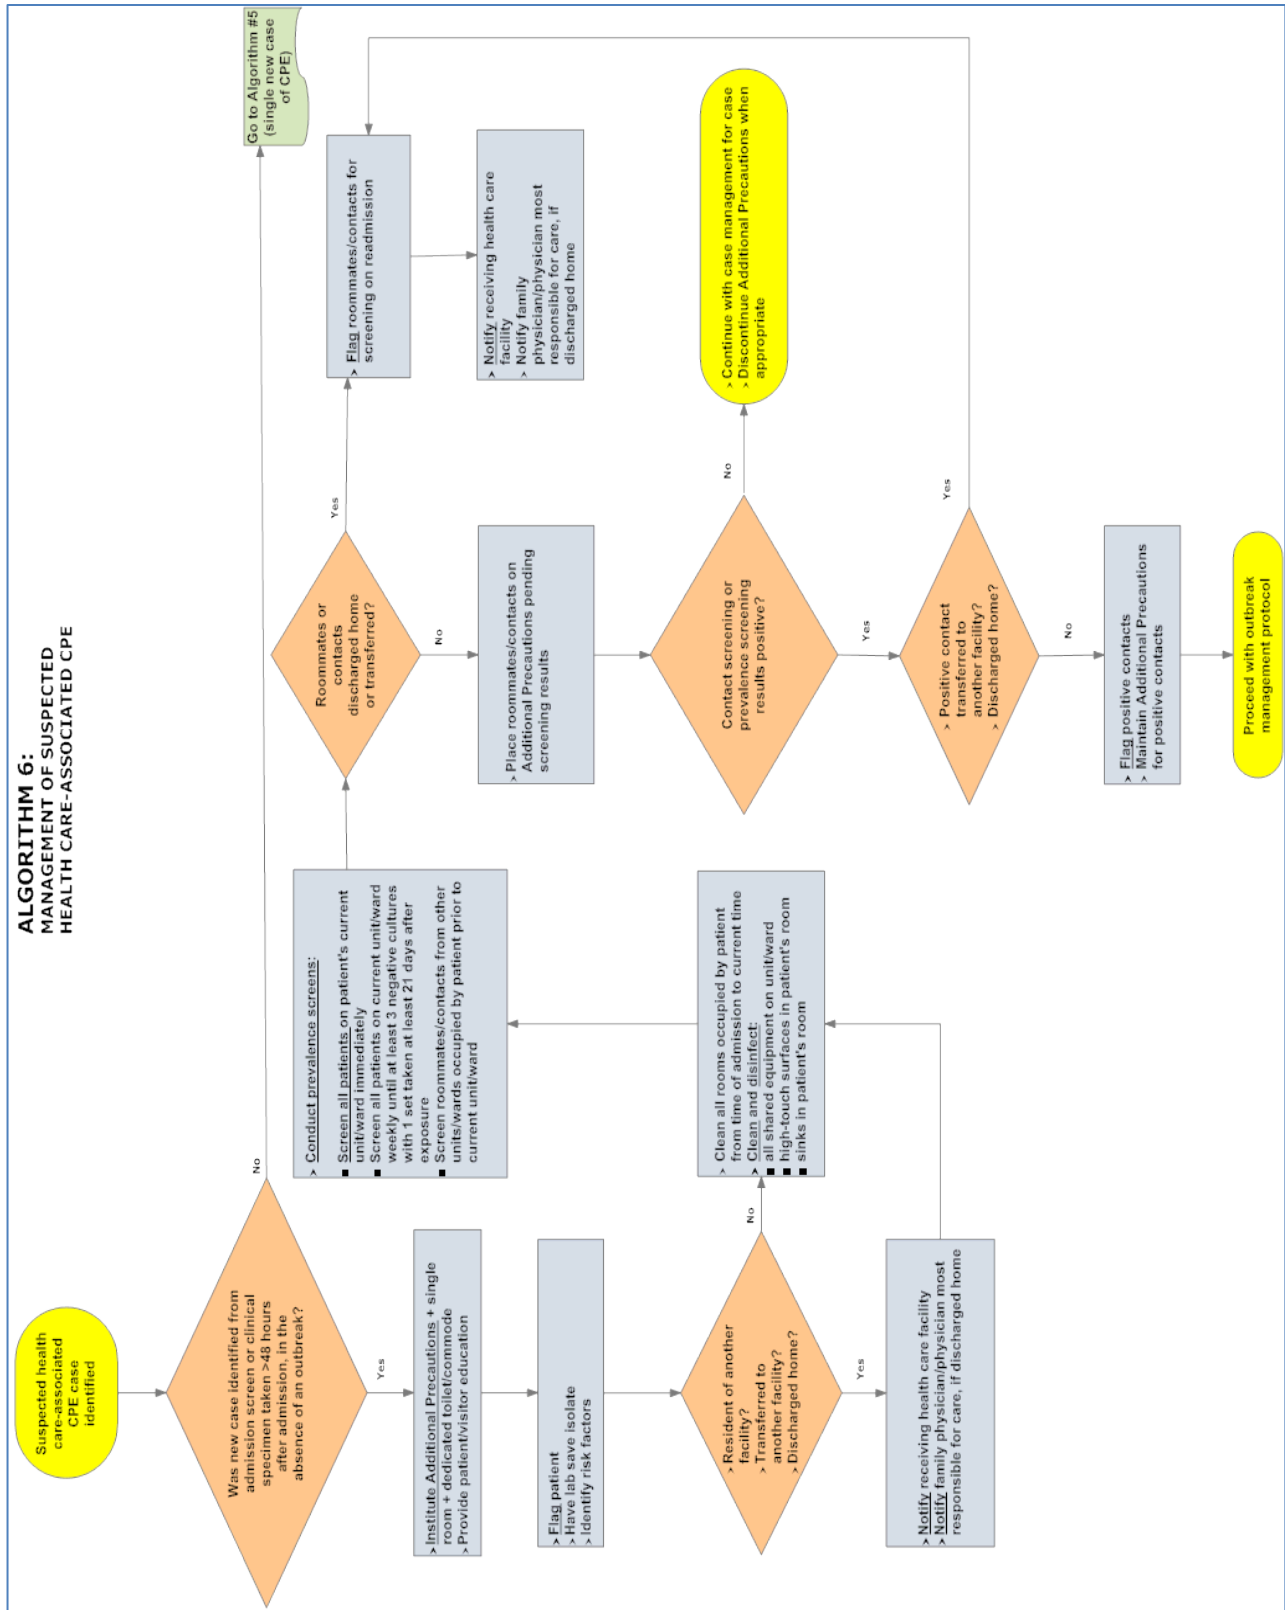 ALGORITHM 6:
MANAGEMENT OF SUSPECTED
HEALTH CARE-ASSOCIATED CPE
Suspected health
care-associated
CPE case
identified
Was new case identified from
admission screen or clinical
specimen taken >48 hours
after admission, in the
absence of an outbreak?
No
Go to Algorithm #5
(single new case
of CPE)
Yes
> Institute Additional Precautions + single
room + dedicated toilet/commode
> Provide patient/visitor education
> Flag patient
> Have lab save isolate
> Identify risk factors
> Resident of another
facility?
> Transferred to
another facility?
> Discharged home?
No
Yes
> Notify receiving health care facility
> Notify family physician/physician most
responsible for care, if discharged home
> Clean all rooms occupied by patient
from time of admission to current time
> Clean and disinfect:
■ all shared equipment on unit/ward
■ high-touch surfaces in patient's room
■ sinks in patient's room
> Conduct prevalence screens:
■ Screen all patients on patient's current
unit/ward immediately
■ Screen all patients on current unit/ward
weekly until at least 3 negative cultures
with 1 set taken at least 21 days after
exposure
■ Screen roommates/contacts from other
units/wards occupied by patient prior to
current unit/ward
Roommates or
contacts
discharged home
or transferred?
Yes
> Flag roommates/contacts for
screening on readmission
> Notify receiving health care
facility
> Notify family
physician/physician most
responsible for care, if
discharged home
No
> Place roommates/contacts on
Additional Precautions pending
screening results
Contact screening or
prevalence screening
results positive?
No
> Continue with case management for case
> Discontinue Additional Precautions when
appropriate
Yes
> Positive contact
transferred to
another facility?
> Discharged home?
Yes
No
> Flag positive contacts
> Maintain Additional Precautions
for positive contacts
Proceed with outbreak
management protocol